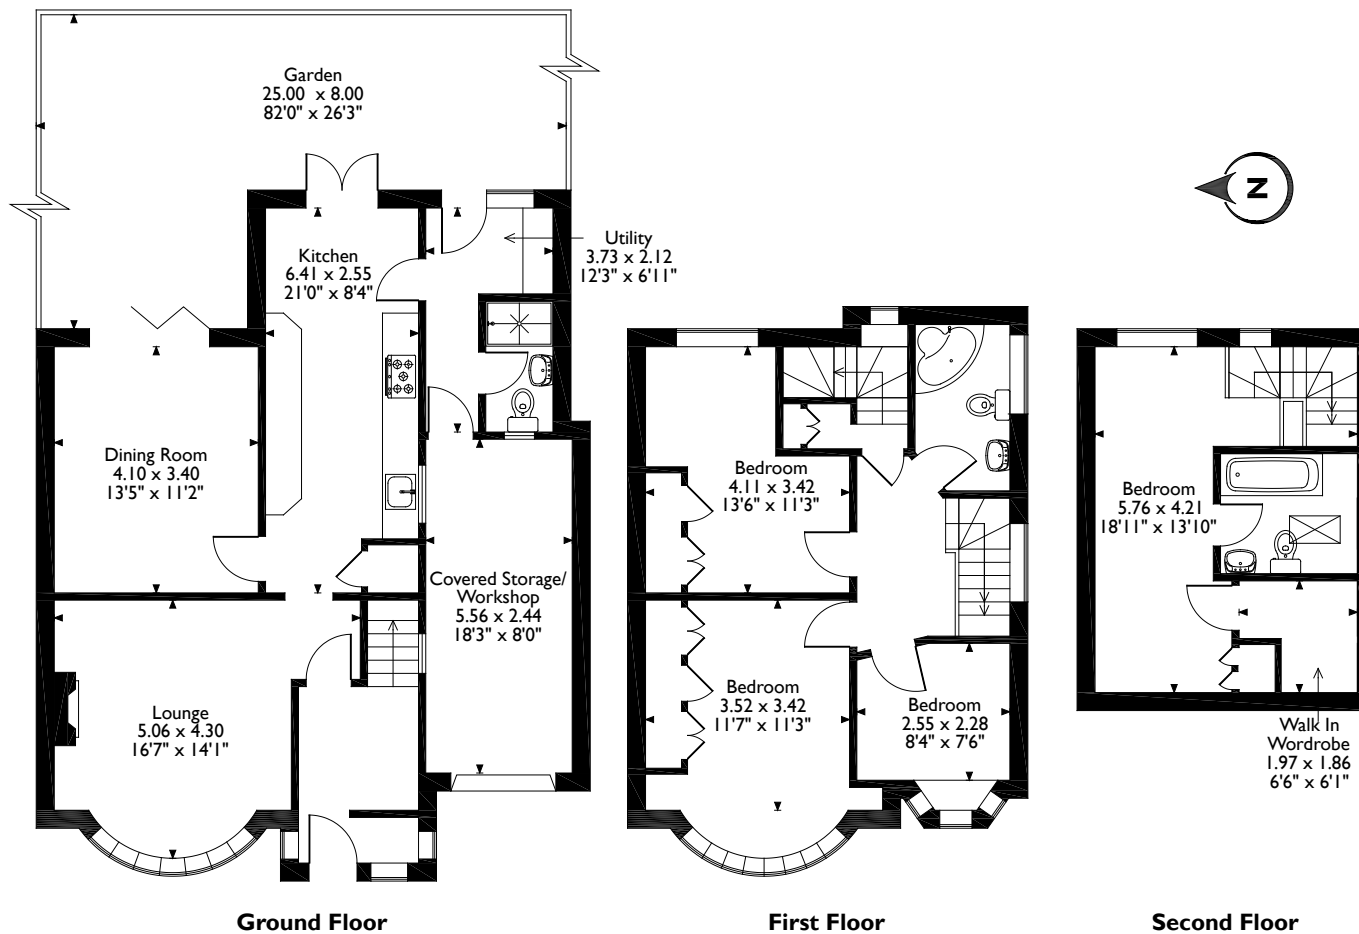 Garden
25.00 x 8.00
82'0" x 26'3"
Kitchen
6.41 x 2.55
21'0" x 8'4"
Utility
3.73 x 2.12
12'3" x 6'11"
Dining Room
4.10 x 3.40
13'5" x 11'2"
Covered Storage/
Workshop
5.56 x 2.44
18'3" x 8'0"
Lounge
5.06 x 4.30
16'7" x 14'1"
Ground Floor
Bedroom
4.11 x 3.42
13'6" x 11'3"
Bedroom
3.52 x 3.42
11'7" x 11'3"
Bedroom
2.55 x 2.28
8'4" x 7'6"
First Floor
N
Bedroom
5.76 x 4.21
18'11" x 13'10"
Walk In
Wordrobe
1.97 x 1.86
6'6" x 6'1"
Second Floor